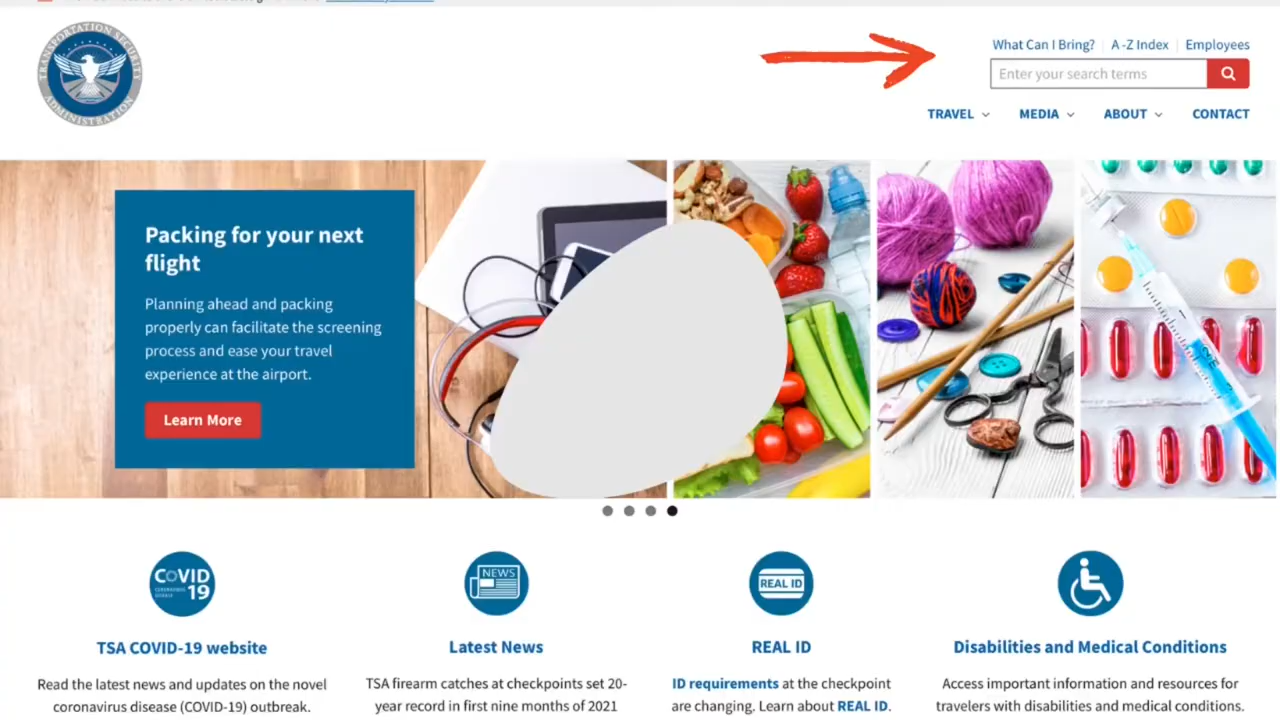 TRANSPORTATION SECURITY
ADMINISTRATION
What Can I Bring?
A -Z Index
Employees
Enter your search terms
TRAVEL
MEDIA
ABOUT
CONTACT
Packing for your next
flight
Planning ahead and packing
properly can facilitate the screening
process and ease your travel
experience at the airport.
Learn More
COVID
19
NEWS
REAL ID
TSA COVID-19 website
Latest News
REAL ID
Disabilities and Medical Conditions
Read the latest news and updates on the novel
coronavirus disease (COVID-19) outbreak.
TSA firearm catches at checkpoints set 20-
year record in first nine months of 2021
ID requirements at the checkpoint
are changing. Learn about REAL ID.
Access important information and resources for
travelers with disabilities and medical conditions.